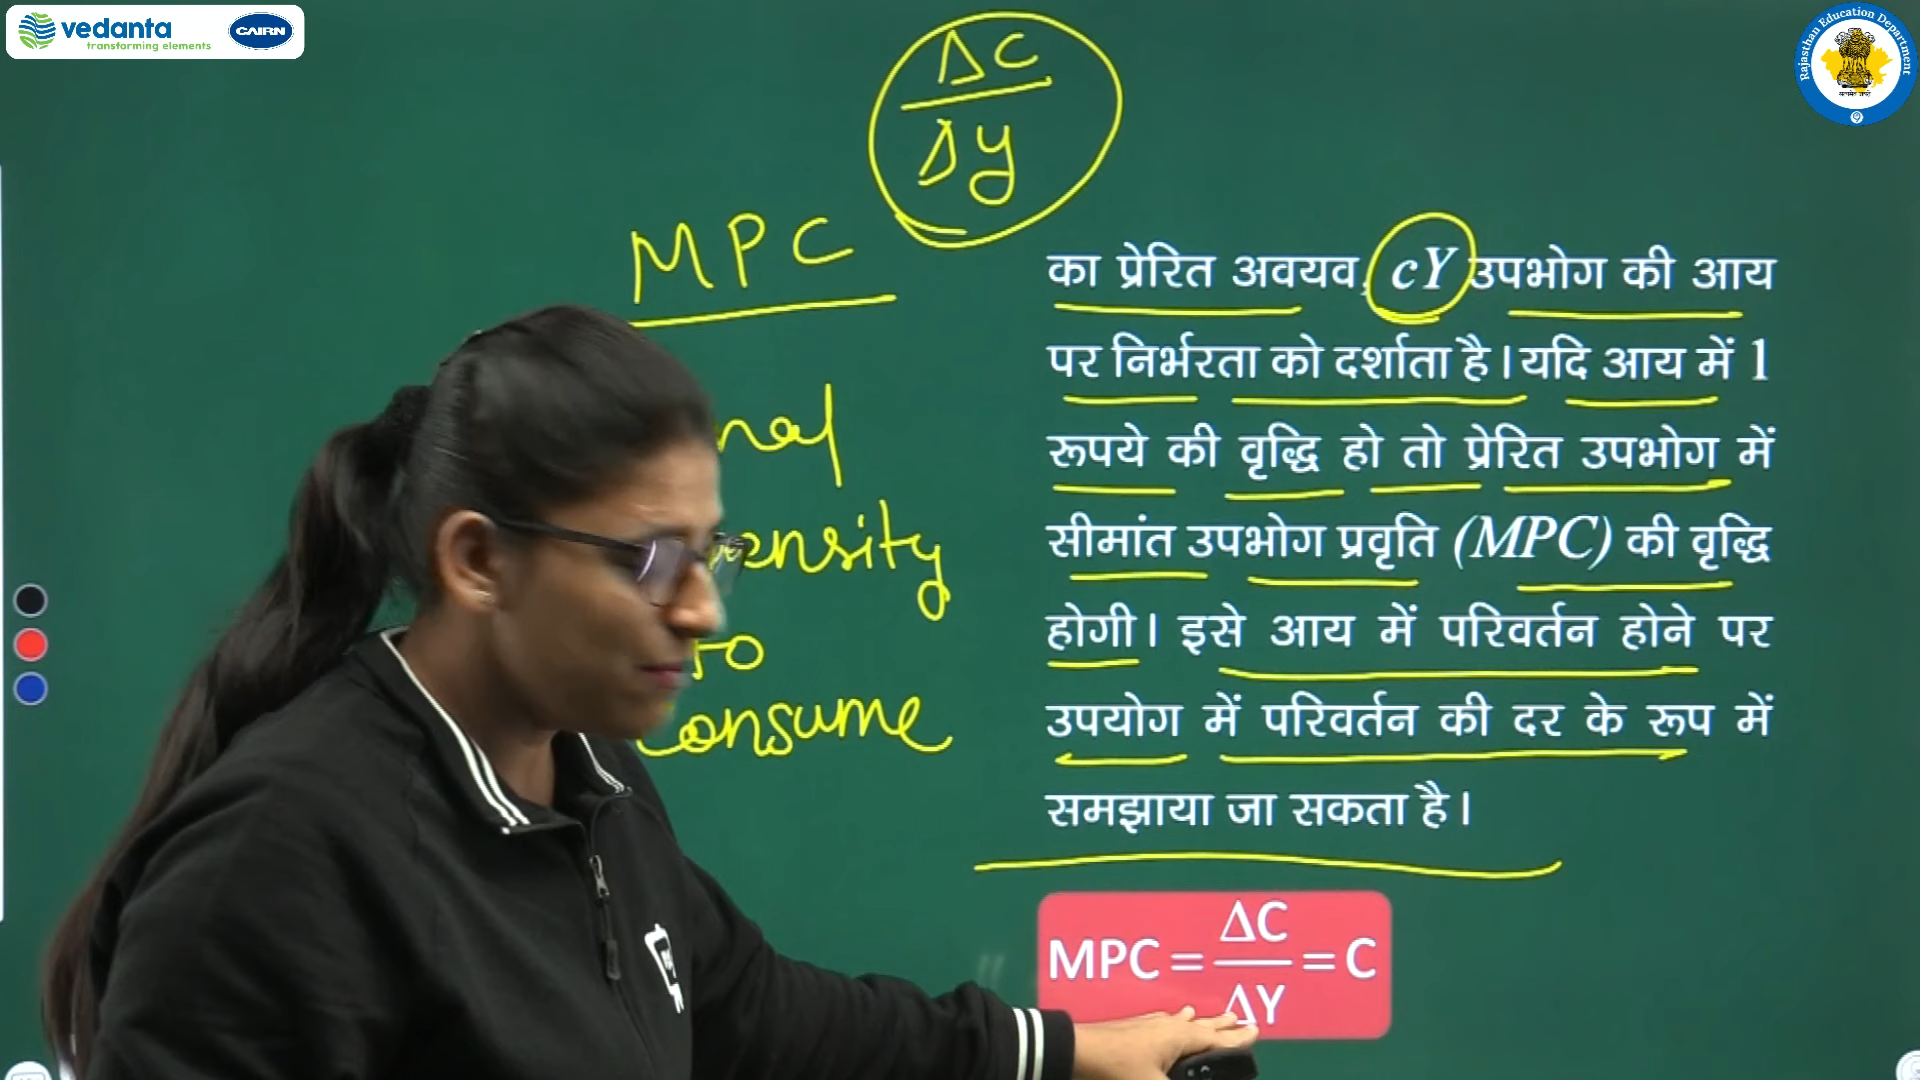 vedanta
transforming elements
CAIRN
Rajasthan Education Department
ΔC
Δy
MPC
का प्रेरित अवयव, cY उपभोग की आय
पर निर्भरता को दर्शाता है। यदि आय में 1
रूपये की वृद्धि हो तो प्रेरित उपभोग में
सीमांत उपभोग प्रवृति (MPC) की वृद्धि
होगी। इसे आय में परिवर्तन होने पर
उपयोग में परिवर्तन की दर के रूप में
समझाया जा सकता है।
to
consume
MPC = ΔC/ΔY = C